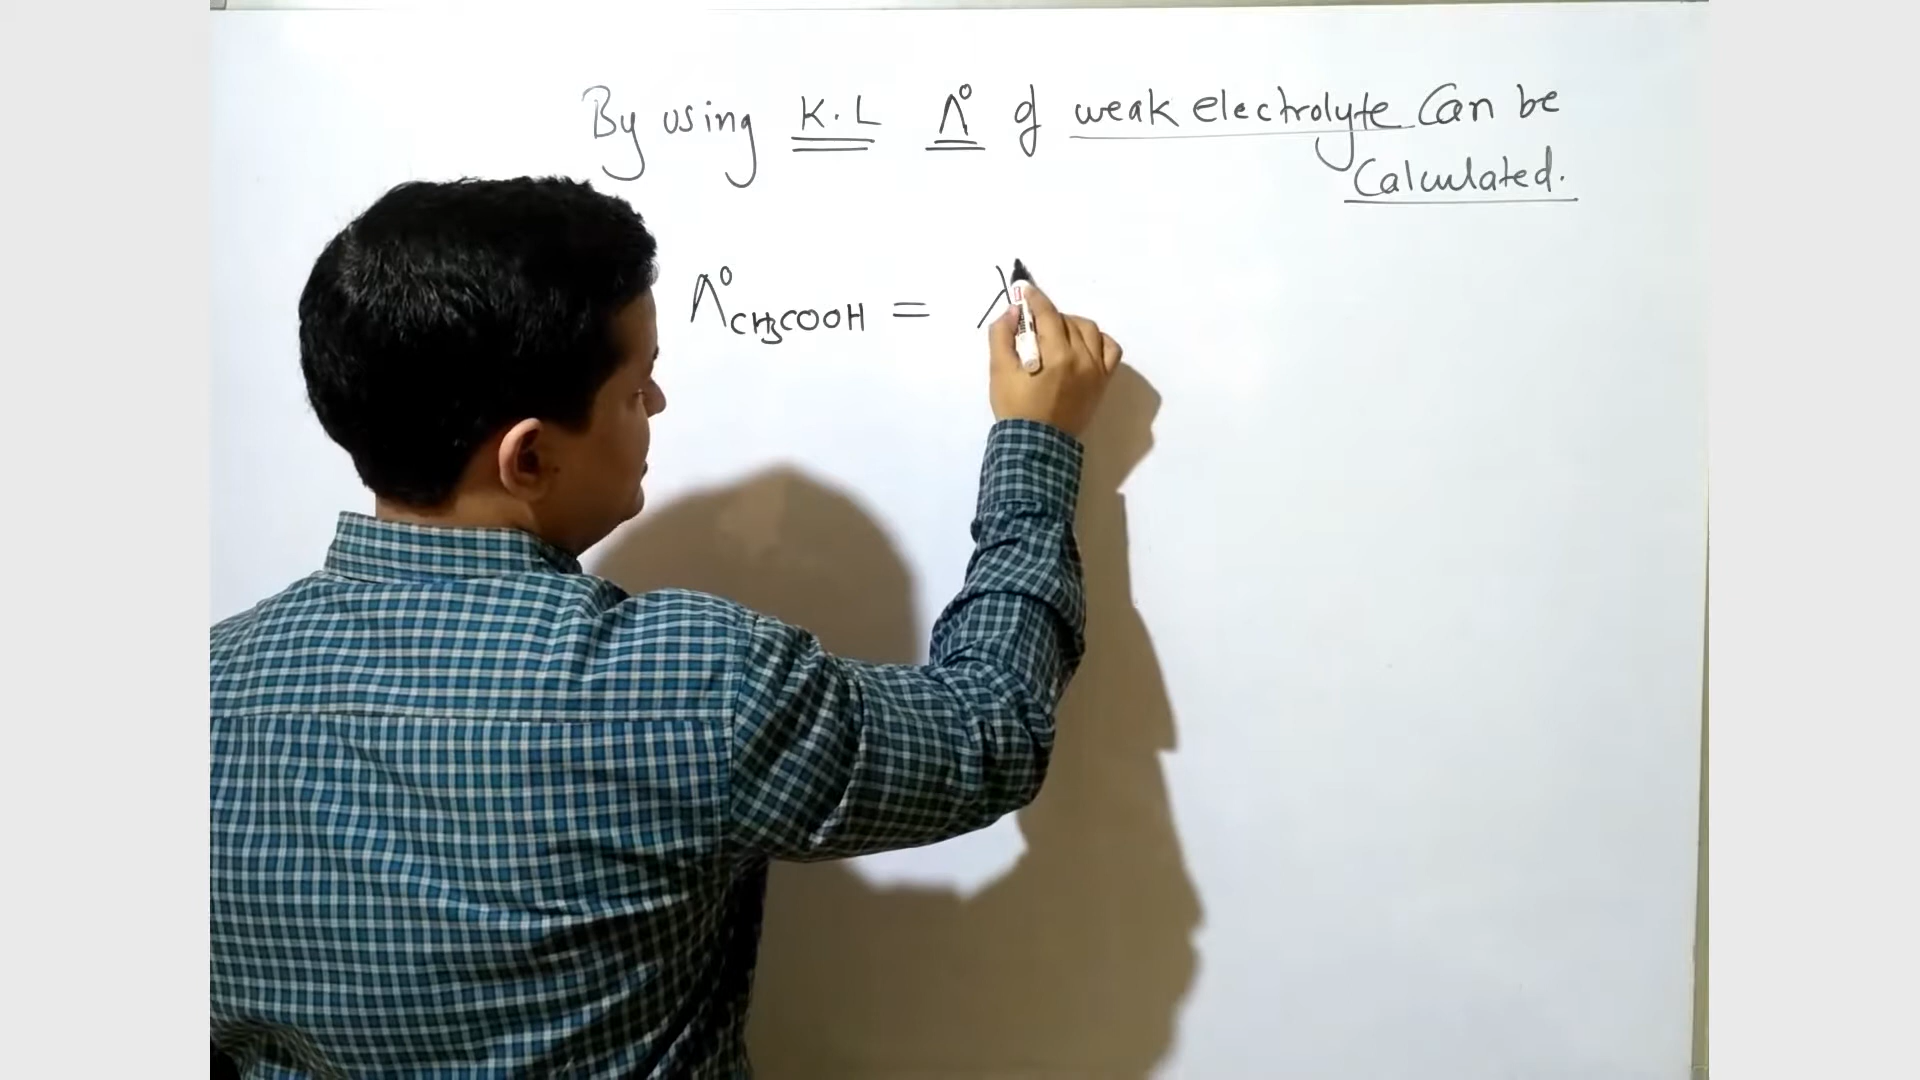 By using K.L Λ° of weak electrolyte Can be
Calculated.
Λ°CH3COOH = λ